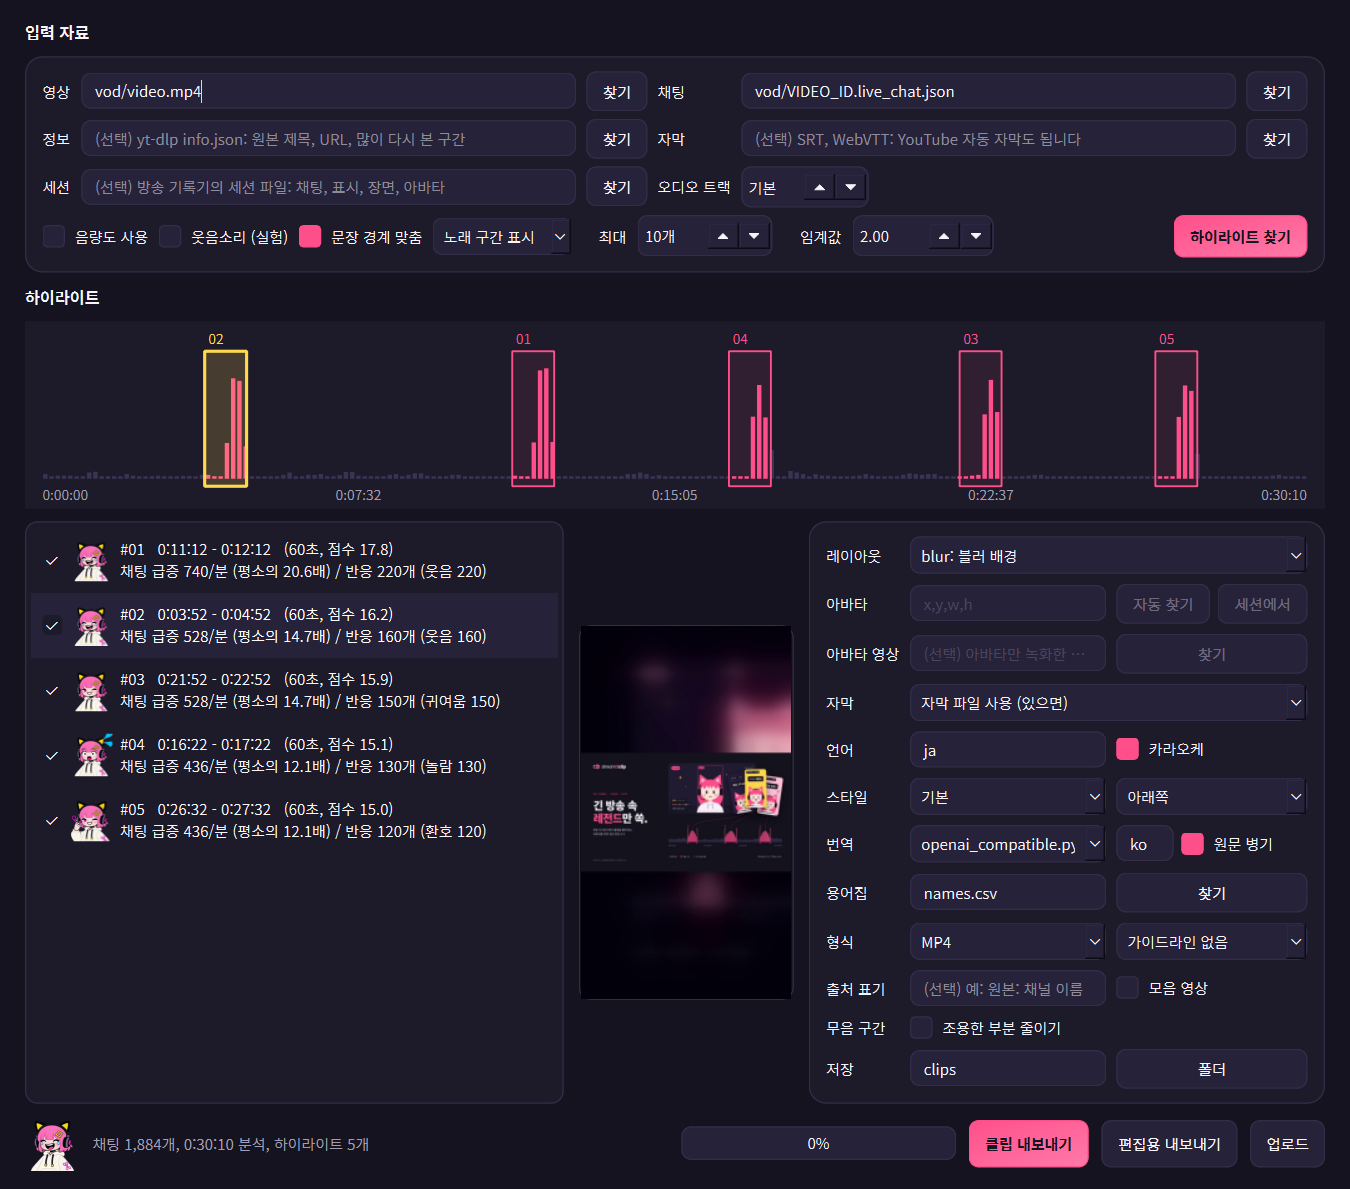 입력 자료
영상 vod/video.mp4 찾기 채팅 vod/VIDEO_ID.live_chat.json 찾기
정보 (선택) yt-dlp info.json: 원본 제목, URL, 많이 다시 본 구간 찾기 자막 (선택) SRT, WebVTT: YouTube 자동 자막도 됩니다 찾기
세션 (선택) 방송 기록기의 세션 파일: 채팅, 표시, 장면, 아바타 찾기 오디오 트랙 기본
음량도 사용 웃음소리 (실험) 문장 경계 맞춤 노래 구간 표시 최대 10개 임계값 2.00 하이라이트 찾기
하이라이트
02 01 04 03 05
0:00:00 0:07:32 0:15:05 0:22:37 0:30:10
#01 0:11:12 - 0:12:12 (60초, 점수 17.8)
채팅 급증 740/분 (평소의 20.6배) / 반응 220개 (웃음 220)
#02 0:03:52 - 0:04:52 (60초, 점수 16.2)
채팅 급증 528/분 (평소의 14.7배) / 반응 160개 (웃음 160)
#03 0:21:52 - 0:22:52 (60초, 점수 15.9)
채팅 급증 528/분 (평소의 14.7배) / 반응 150개 (귀여움 150)
#04 0:16:22 - 0:17:22 (60초, 점수 15.1)
채팅 급증 436/분 (평소의 12.1배) / 반응 130개 (놀람 130)
#05 0:26:32 - 0:27:32 (60초, 점수 15.0)
채팅 급증 436/분 (평소의 12.1배) / 반응 120개 (환호 120)
긴 방송 속
레전드만 쏙.
레이아웃 blur: 블러 배경
아바타 x,y,w,h 자동 찾기 세션에서
아바타 영상 (선택) 아바타만 녹화한 … 찾기
자막 자막 파일 사용 (있으면)
언어 ja 카라오케
스타일 기본 아래쪽
번역 openai_compatible.py ko 원문 병기
용어집 names.csv 찾기
형식 MP4 가이드라인 없음
출처 표기 (선택) 예: 원본: 채널 이름 모음 영상
무음 구간 조용한 부분 줄이기
저장 clips 폴더
채팅 1,884개, 0:30:10 분석, 하이라이트 5개 0% 클립 내보내기 편집용 내보내기 업로드